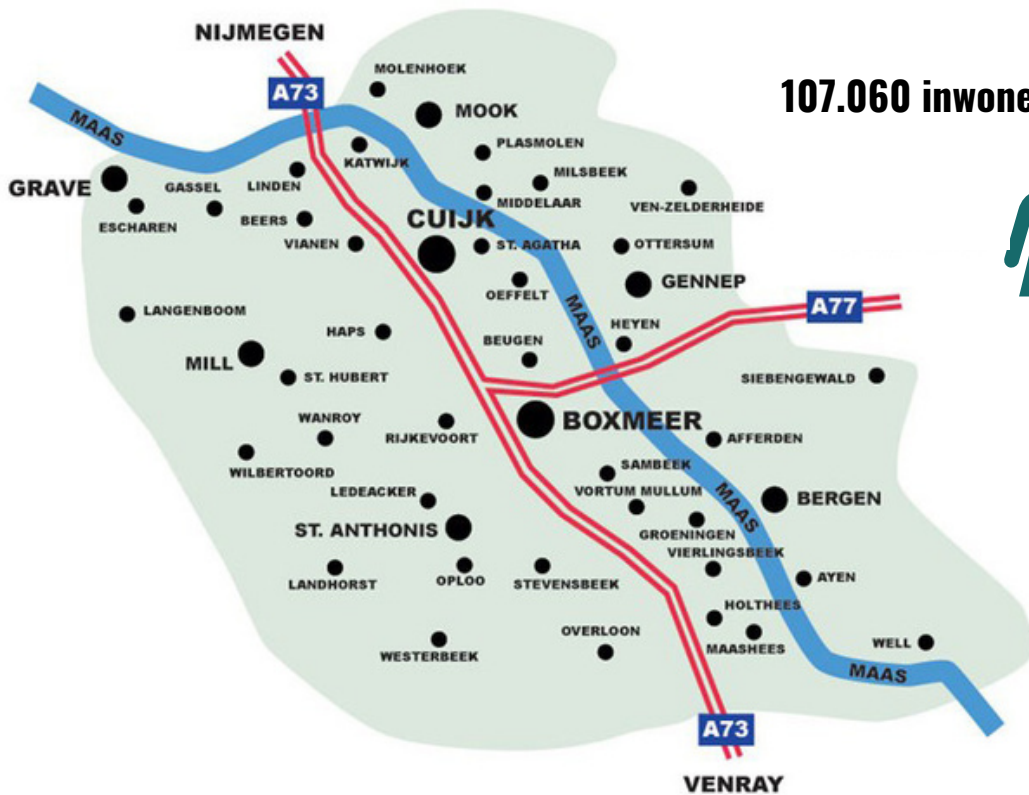 NIJMEGEN
MOLENHOEK
A73
107.060 inwone
MOOK
MAAS
PLASMOLEN
KATWIJK
MILSBEEK
GRAVE
GASSEL
LINDEN
VEN-ZELDERHEIDE
MIDDELAAR
ESCHAREN
BEERS
CUIJK
VIANEN
ST. AGATHA
OTTERSUM
OEFFELT
GENNEP
MAAS
A77
LANGENBOOM
HAPS
BEUGEN
HEYEN
MILL
ST. HUBERT
SIEBENGEWALD
WANROY
RIJKEVOORT
BOXMEER
AFFERDEN
WILBERTOORD
SAMBEEK
LEDEACKER
VORTUM MULLUM
MAAS
BERGEN
ST. ANTHONIS
GROENINGEN
VIERLINGSBEEK
LANDHORST
OPLOO
STEVENSBEEK
AYEN
HOLTHEES
OVERLOON
MAASHEES
WELL
WESTERBEEK
MAAS
A73
VENRAY